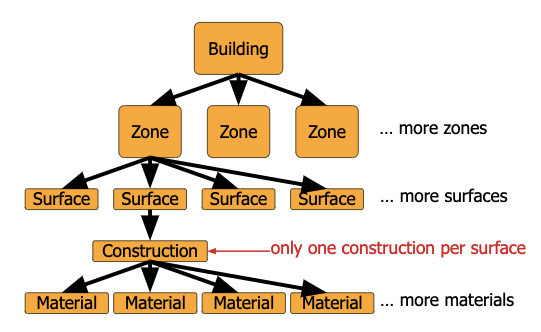 Building
Zone Zone Zone ... more zones
Surface Surface Surface Surface ... more surfaces
Construction only one construction per surface
Material Material Material Material ... more materials